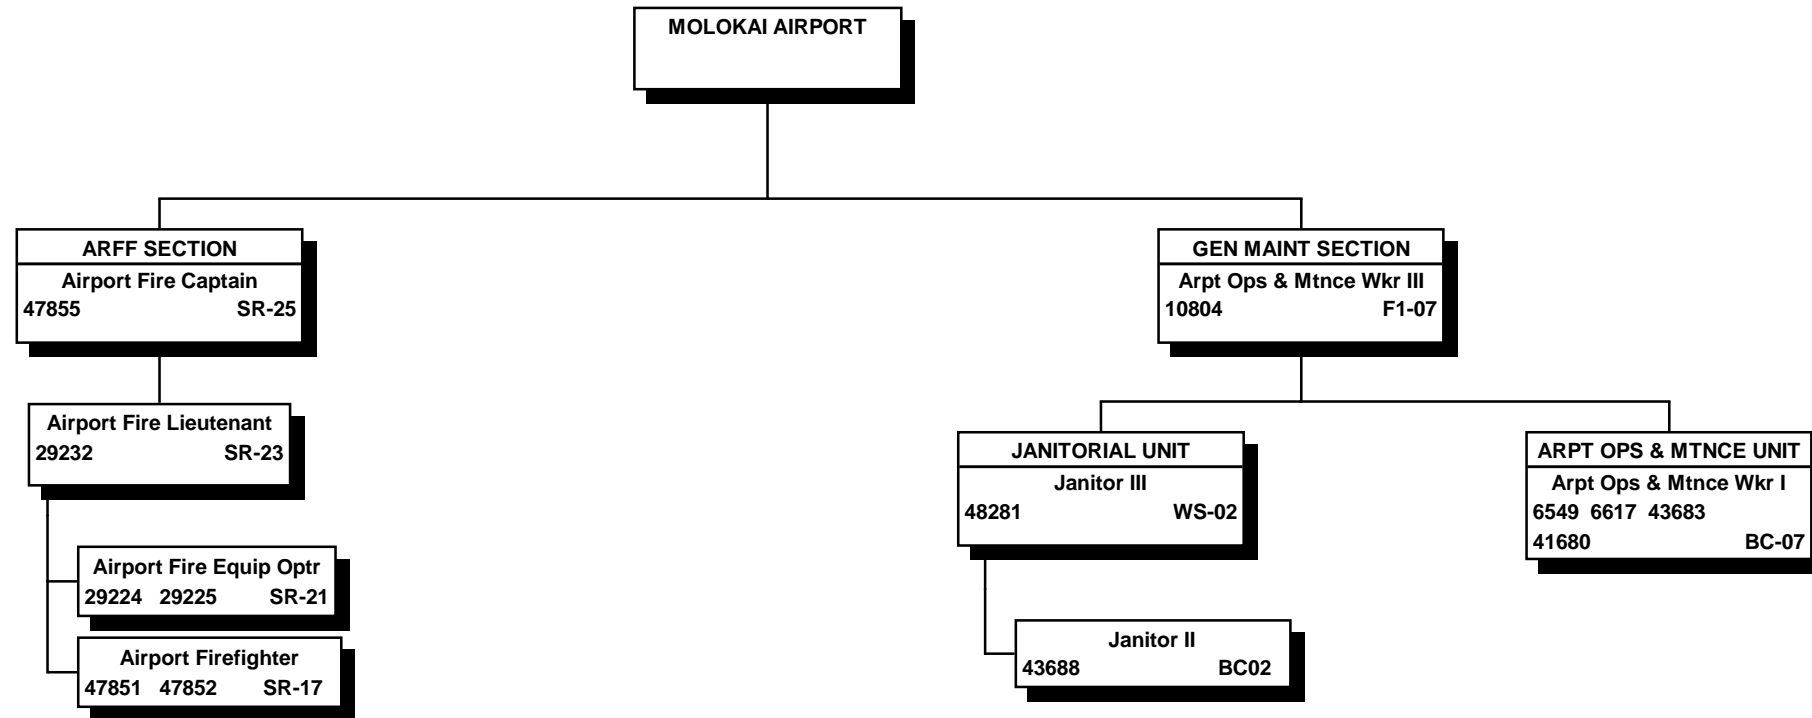 MOLOKAI AIRPORT
ARFF SECTION
Airport Fire Captain
47855 SR-25
Airport Fire Lieutenant
29232 SR-23
Airport Fire Equip Optr
29224 29225 SR-21
Airport Firefighter
47851 47852 SR-17
GEN MAINT SECTION
Arpt Ops & Mtnce Wkr III
10804 F1-07
JANITORIAL UNIT
Janitor III
48281 WS-02
Janitor II
43688 BC02
ARPT OPS & MTNCE UNIT
Arpt Ops & Mtnce Wkr I
6549 6617 43683
41680 BC-07